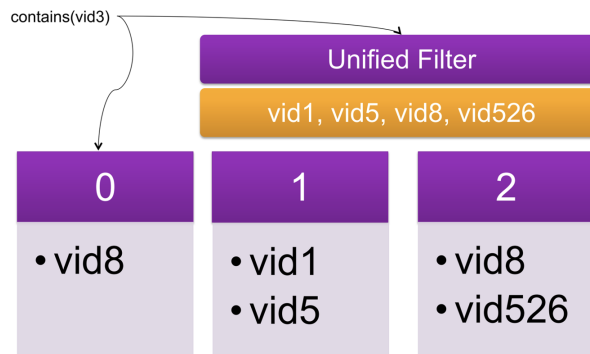 contains(vid3)
Unified Filter
vid1, vid5, vid8, vid526
0
1
2
• vid8
• vid1
• vid8
• vid5
• vid526